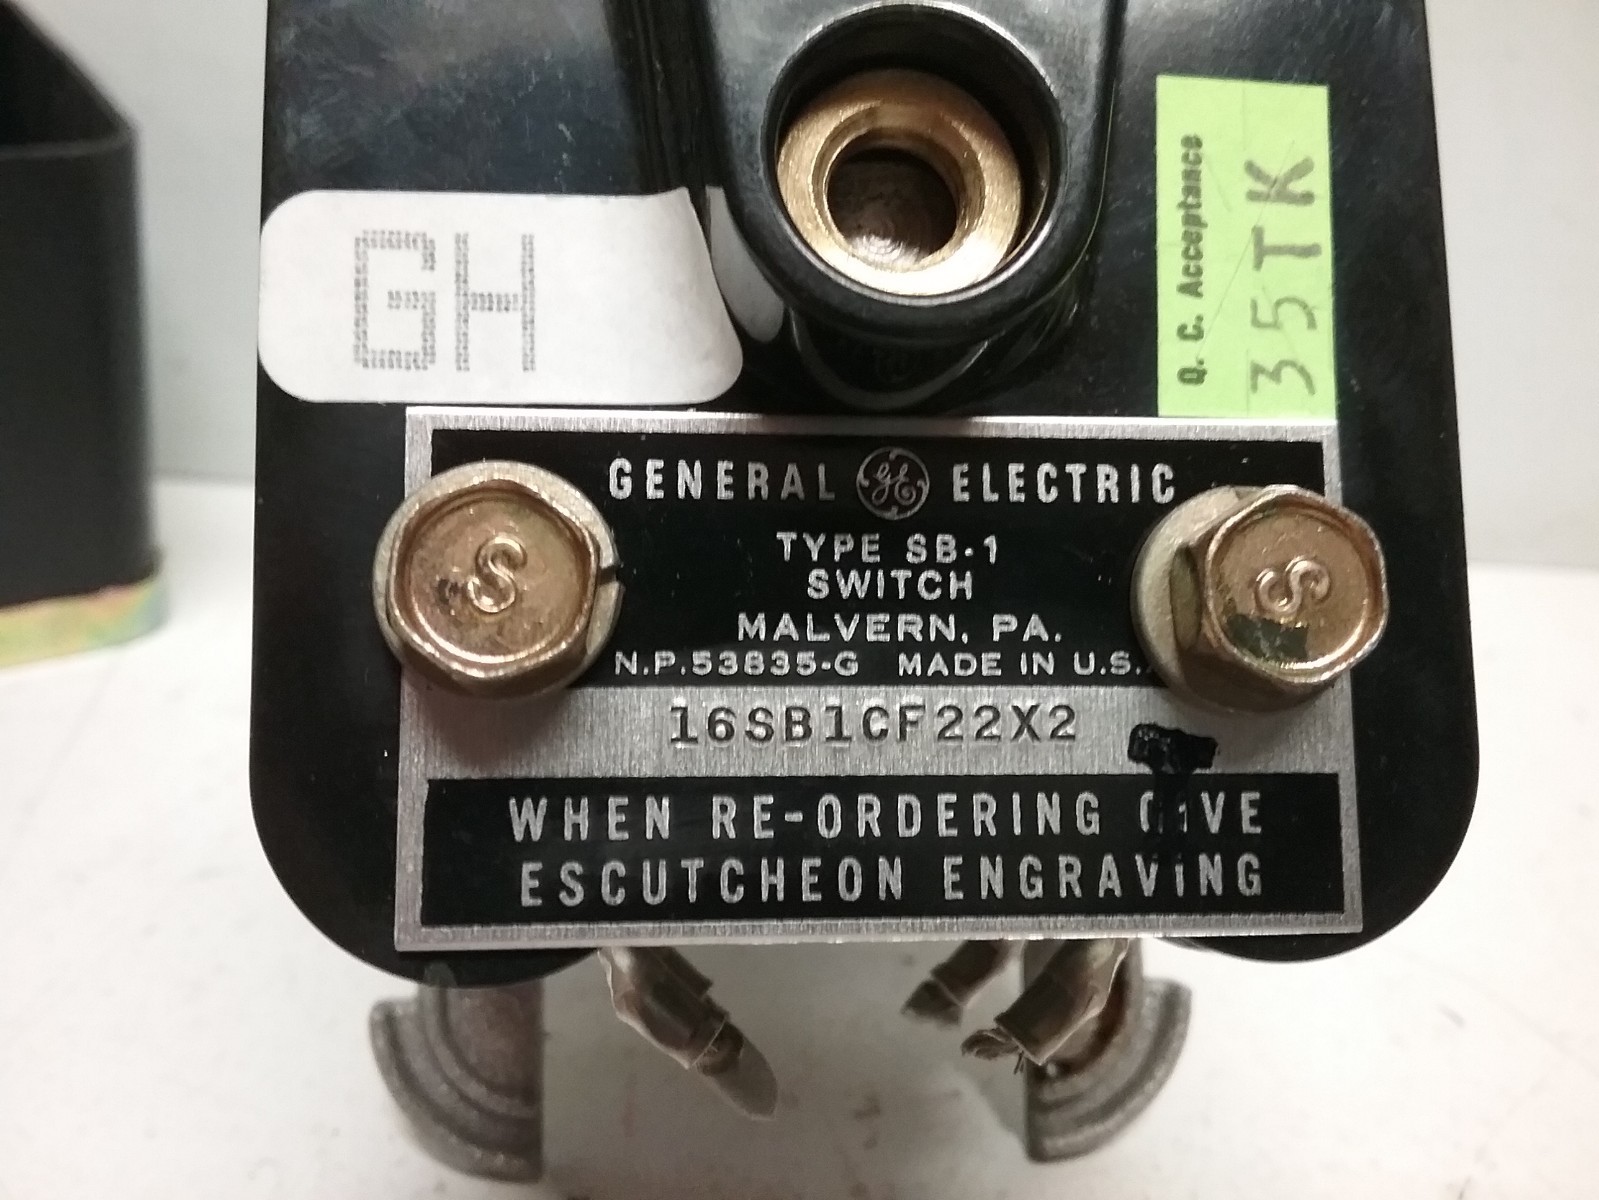 GH
Q. C. Acceptance
35TK
GENERAL GE ELECTRIC
TYPE SB-1
SWITCH
MALVERN, PA.
N.P.53835-G MADE IN U.S.
16SB1CF22X2
WHEN RE-ORDERING GIVE
ESCUTCHEON ENGRAVING
S
S